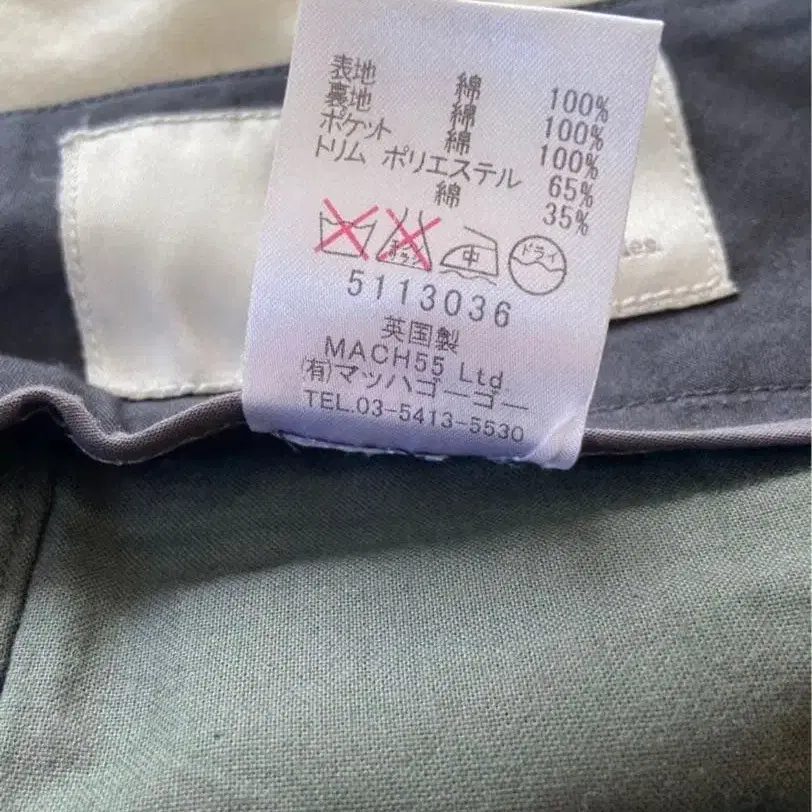 表地 綿 100%
裏地 綿 100%
ポケット 綿 100%
トリム ポリエステル 65%
綿 35%
中 ドライ
5113036
英国製
MACH55 Ltd.
(有)マッハゴーゴー
TEL.03-5413-5530